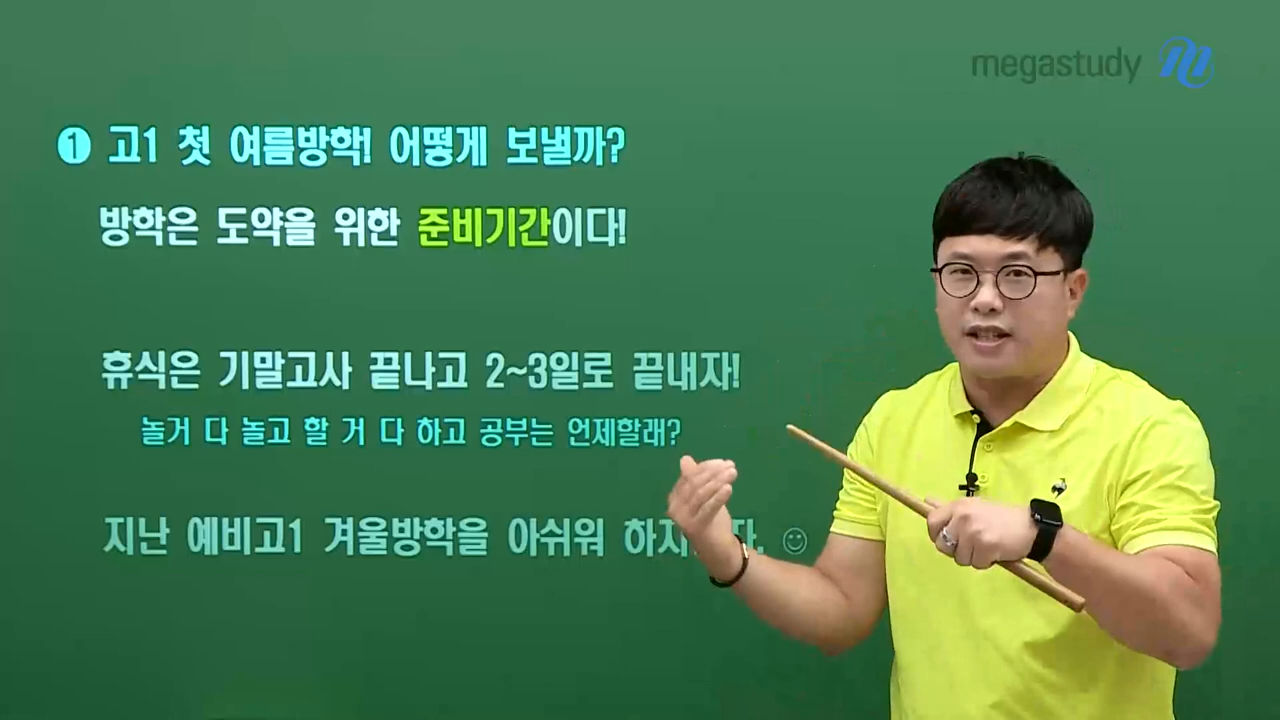 megastudy
❶ 고1 첫 여름방학! 어떻게 보낼까?
방학은 도약을 위한 준비기간이다!
휴식은 기말고사 끝나고 2~3일로 끝내자!
놀거 다 놀고 할 거 다 하고 공부는 언제할래?
지난 예비고1 겨울방학을 아쉬워